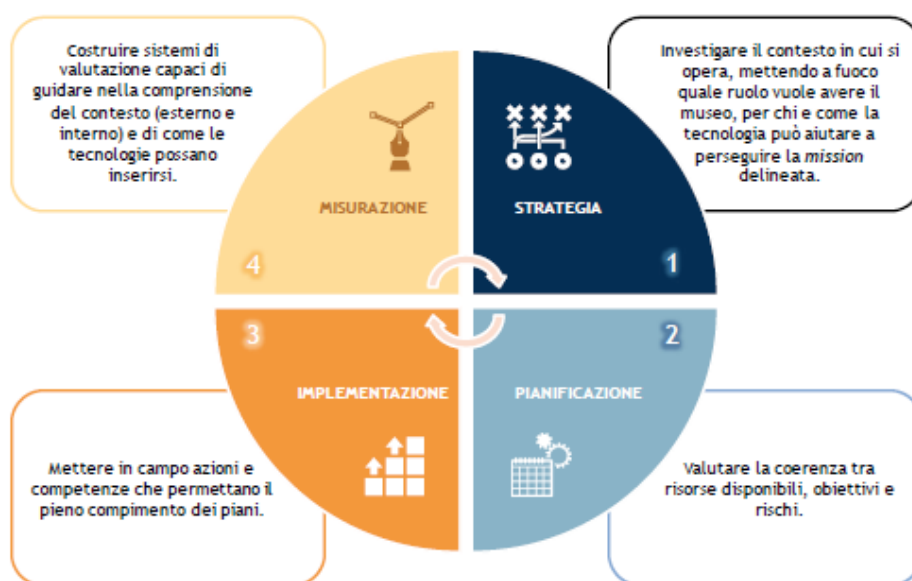 Costruire sistemi di
valutazione capaci di
guidare nella comprensione
del contesto (esterno e
interno) e di come le
tecnologie possano
inserirsi.
Investigare il contesto in cui si
opera, mettendo a fuoco
quale ruolo vuole avere il
museo, per chi e come la
tecnologia può aiutare a
perseguire la mission
delineata.
MISURAZIONE
STRATEGIA
4
1
3
2
IMPLEMENTAZIONE
PIANIFICAZIONE
Mettere in campo azioni e
competenze che permettano il
pieno compimento dei piani.
Valutare la coerenza tra
risorse disponibili, obiettivi e
rischi.